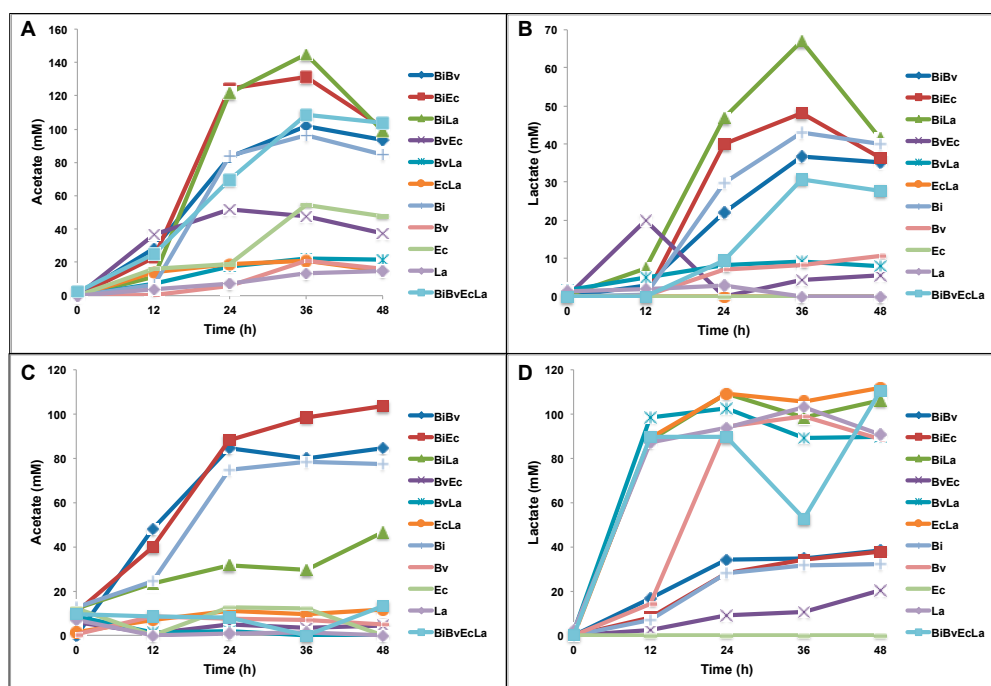 A
Acetate (mM)
160
140
120
100
80
60
40
20
0
0 12 24 36 48
Time (h)
BiBv
BiEc
BiLa
BvEc
BvLa
EcLa
Bi
Bv
Ec
La
BiBvEcLa
B
Lactate (mM)
70
60
50
40
30
20
10
0
0 12 24 36 48
Time (h)
BiBv
BiEc
BiLa
BvEc
BvLa
EcLa
Bi
Bv
Ec
La
BiBvEcLa
C
Acetate (mM)
120
100
80
60
40
20
0
0 12 24 36 48
Time (h)
BiBv
BiEc
BiLa
BvEc
BvLa
EcLa
Bi
Bv
Ec
La
BiBvEcLa
D
Lactate (mM)
120
100
80
60
40
20
0
0 12 24 36 48
Time (h)
BiBv
BiEc
BiLa
BvEc
BvLa
EcLa
Bi
Bv
Ec
La
BiBvEcLa